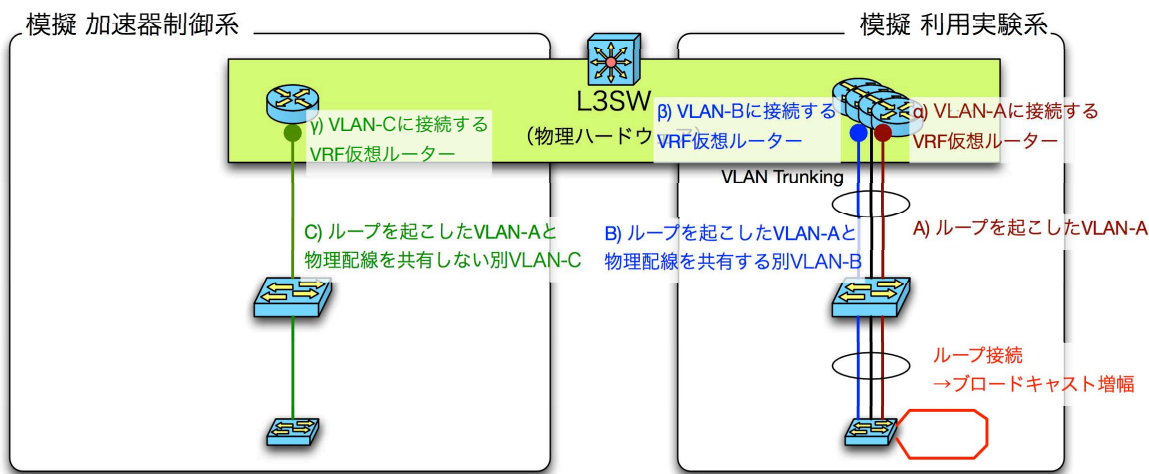 模擬 加速器制御系
模擬 利用実験系
L3SW
(物理ハードウェア)
γ) VLAN-Cに接続する
VRF仮想ルーター
β) VLAN-Bに接続する
VRF仮想ルーター
α) VLAN-Aに接続する
VRF仮想ルーター
VLAN Trunking
C) ループを起こしたVLAN-Aと
物理配線を共有しない別VLAN-C
B) ループを起こしたVLAN-Aと
物理配線を共有する別VLAN-B
A) ループを起こしたVLAN-A
ループ接続
→ブロードキャスト増幅